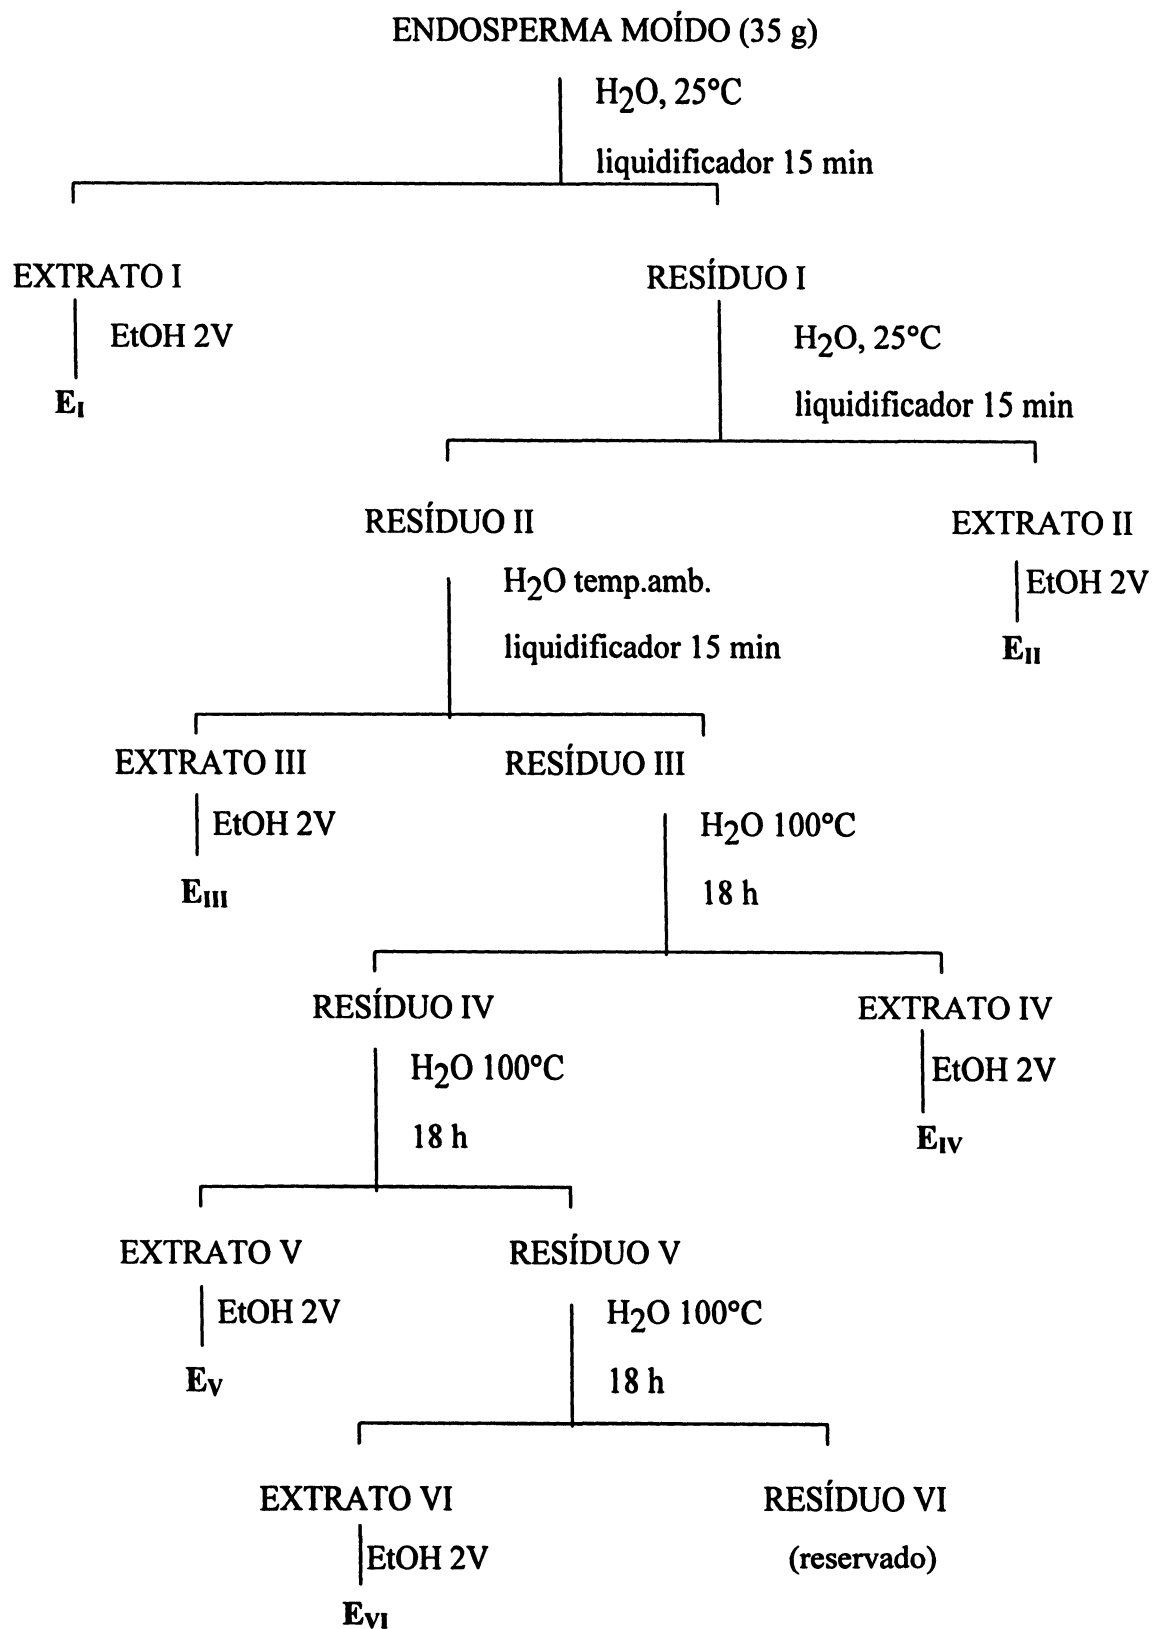 ENDOSPERMA MOÍDO (35 g)
H2O, 25°C
liquidificador 15 min
EXTRATO I
RESÍDUO I
EtOH 2V
H2O, 25°C
EI
liquidificador 15 min
RESÍDUO II
EXTRATO II
H2O temp.amb.
EtOH 2V
liquidificador 15 min
EII
EXTRATO III
RESÍDUO III
EtOH 2V
H2O 100°C
EIII
18 h
RESÍDUO IV
EXTRATO IV
H2O 100°C
EtOH 2V
18 h
EIV
EXTRATO V
RESÍDUO V
EtOH 2V
H2O 100°C
EV
18 h
EXTRATO VI
RESÍDUO VI
EtOH 2V
(reservado)
EVI